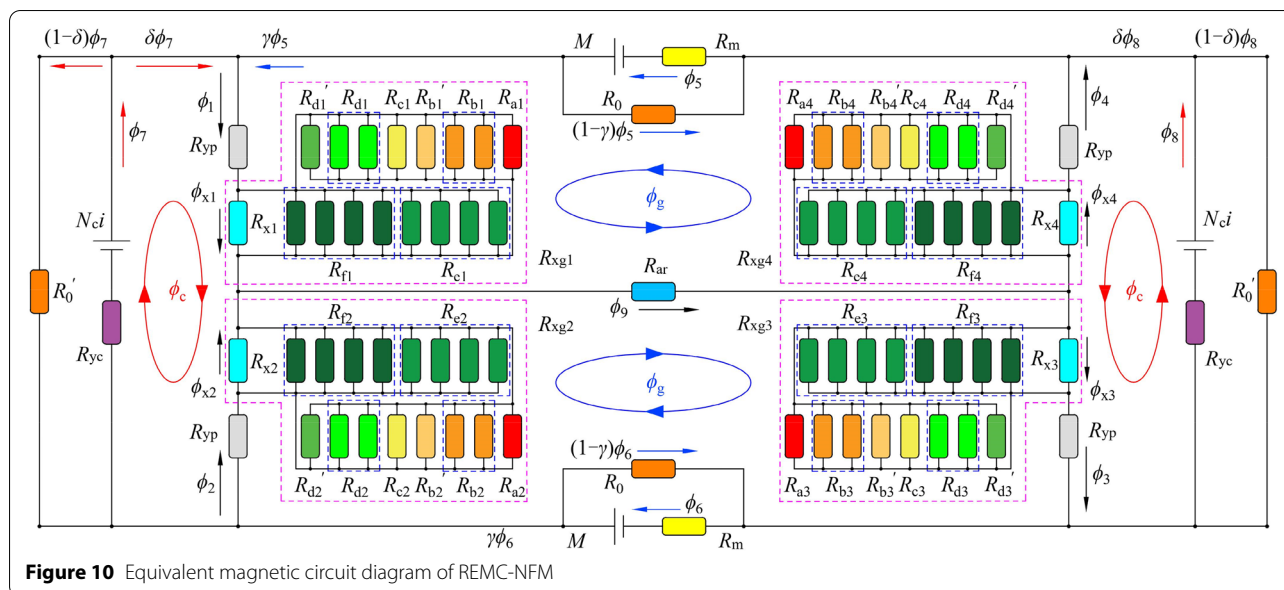 (1−δ)ϕ7 δϕ7 γϕ5 M Rm δϕ8 (1−δ)ϕ8
ϕ5
ϕ1 Rd1′ Rd1 Rc1 Rb1′ Rb1 Ra1 R0 Ra4 Rb4 Rb4′ Rc4 Rd4 Rd4′ ϕ4
ϕ7 Ryp (1−γ)ϕ5 Ryp ϕ8
ϕx1 ϕg ϕx4
Nci Rx1 Rx4 Nci
Rf1 Re1 Rxg1 Rar Rxg4 Re4 Rf4
R0′ ϕc ϕ9 ϕc R0′
Rf2 Re2 Rxg2 Rxg3 Re3 Rf3
Ryc Rx2 Rx3 Ryc
ϕx2 ϕg ϕx3
Ryp (1−γ)ϕ6 Ryp
ϕ2 Rd2′ Rd2 Rc2 Rb2′ Rb2 Ra2 R0 Ra3 Rb3 Rb3′ Rc3 Rd3 Rd3′ ϕ3
ϕ6
γϕ6 M Rm
Figure 10 Equivalent magnetic circuit diagram of REMC-NFM